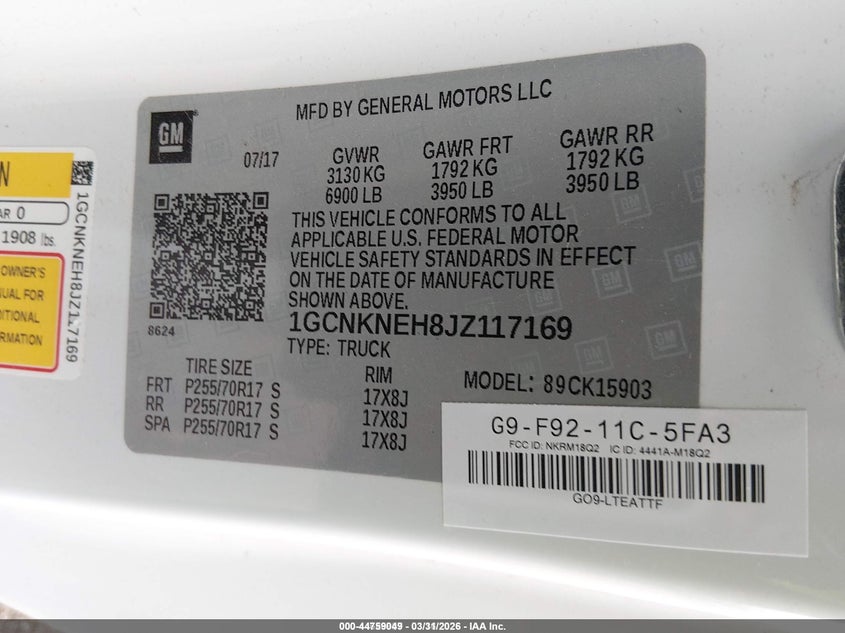 N
AR 0
1908 lbs.
OWNER'S
UAL FOR
DITIONAL
RMATION
1GCNKNEH8JZ117169
GM
MFD BY GENERAL MOTORS LLC
07/17
GVWR
3130 KG
6900 LB
GAWR FRT
1792 KG
3950 LB
GAWR RR
1792 KG
3950 LB
THIS VEHICLE CONFORMS TO ALL
APPLICABLE U.S. FEDERAL MOTOR
VEHICLE SAFETY STANDARDS IN EFFECT
ON THE DATE OF MANUFACTURE
SHOWN ABOVE.
8624
1GCNKNEH8JZ117169
TYPE: TRUCK
TIRE SIZE
RIM
MODEL: 89CK15903
FRT P255/70R17 S 17X8J
RR P255/70R17 S 17X8J
SPA P255/70R17 S 17X8J
G9-F92-11C-5FA3
FCC ID: NKRM18Q2 IC ID: 4441A-M18Q2
GO9-LTEATTF
000-44759049 - 03/31/2026 - IAA Inc.